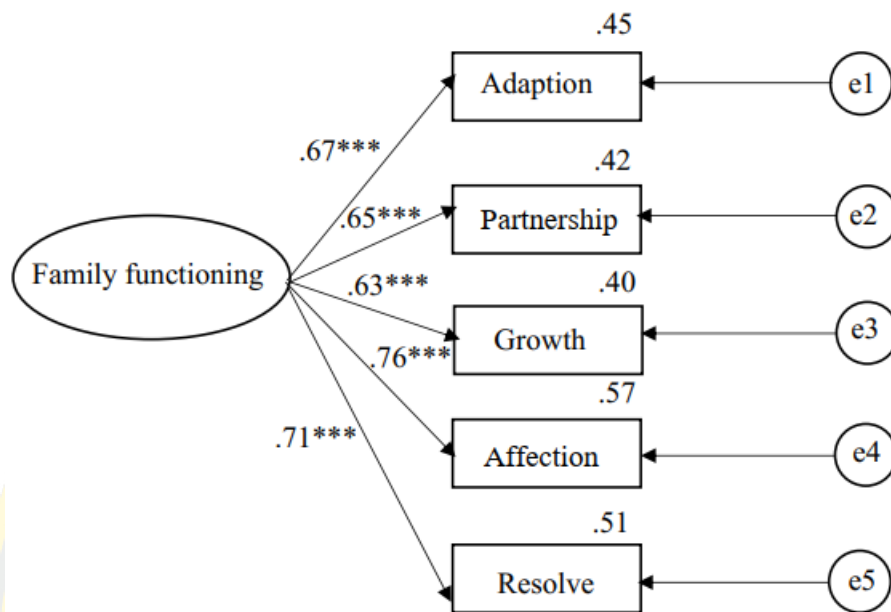 .45
Adaption
e1
.67***
.42
.65***
Partnership
e2
Family functioning
.63***
.40
Growth
e3
.76***
.57
.71***
Affection
e4
.51
Resolve
e5